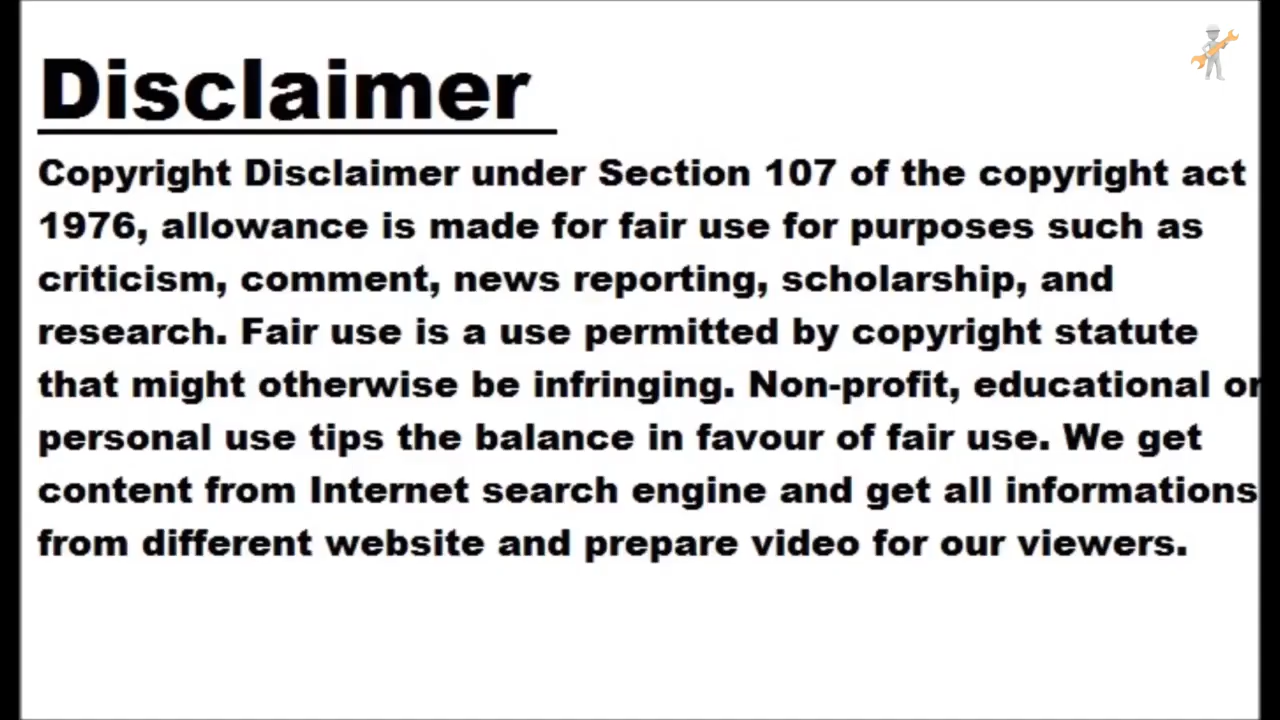 Disclaimer
Copyright Disclaimer under Section 107 of the copyright act
1976, allowance is made for fair use for purposes such as
criticism, comment, news reporting, scholarship, and
research. Fair use is a use permitted by copyright statute
that might otherwise be infringing. Non-profit, educational or
personal use tips the balance in favour of fair use. We get
content from Internet search engine and get all informations
from different website and prepare video for our viewers.